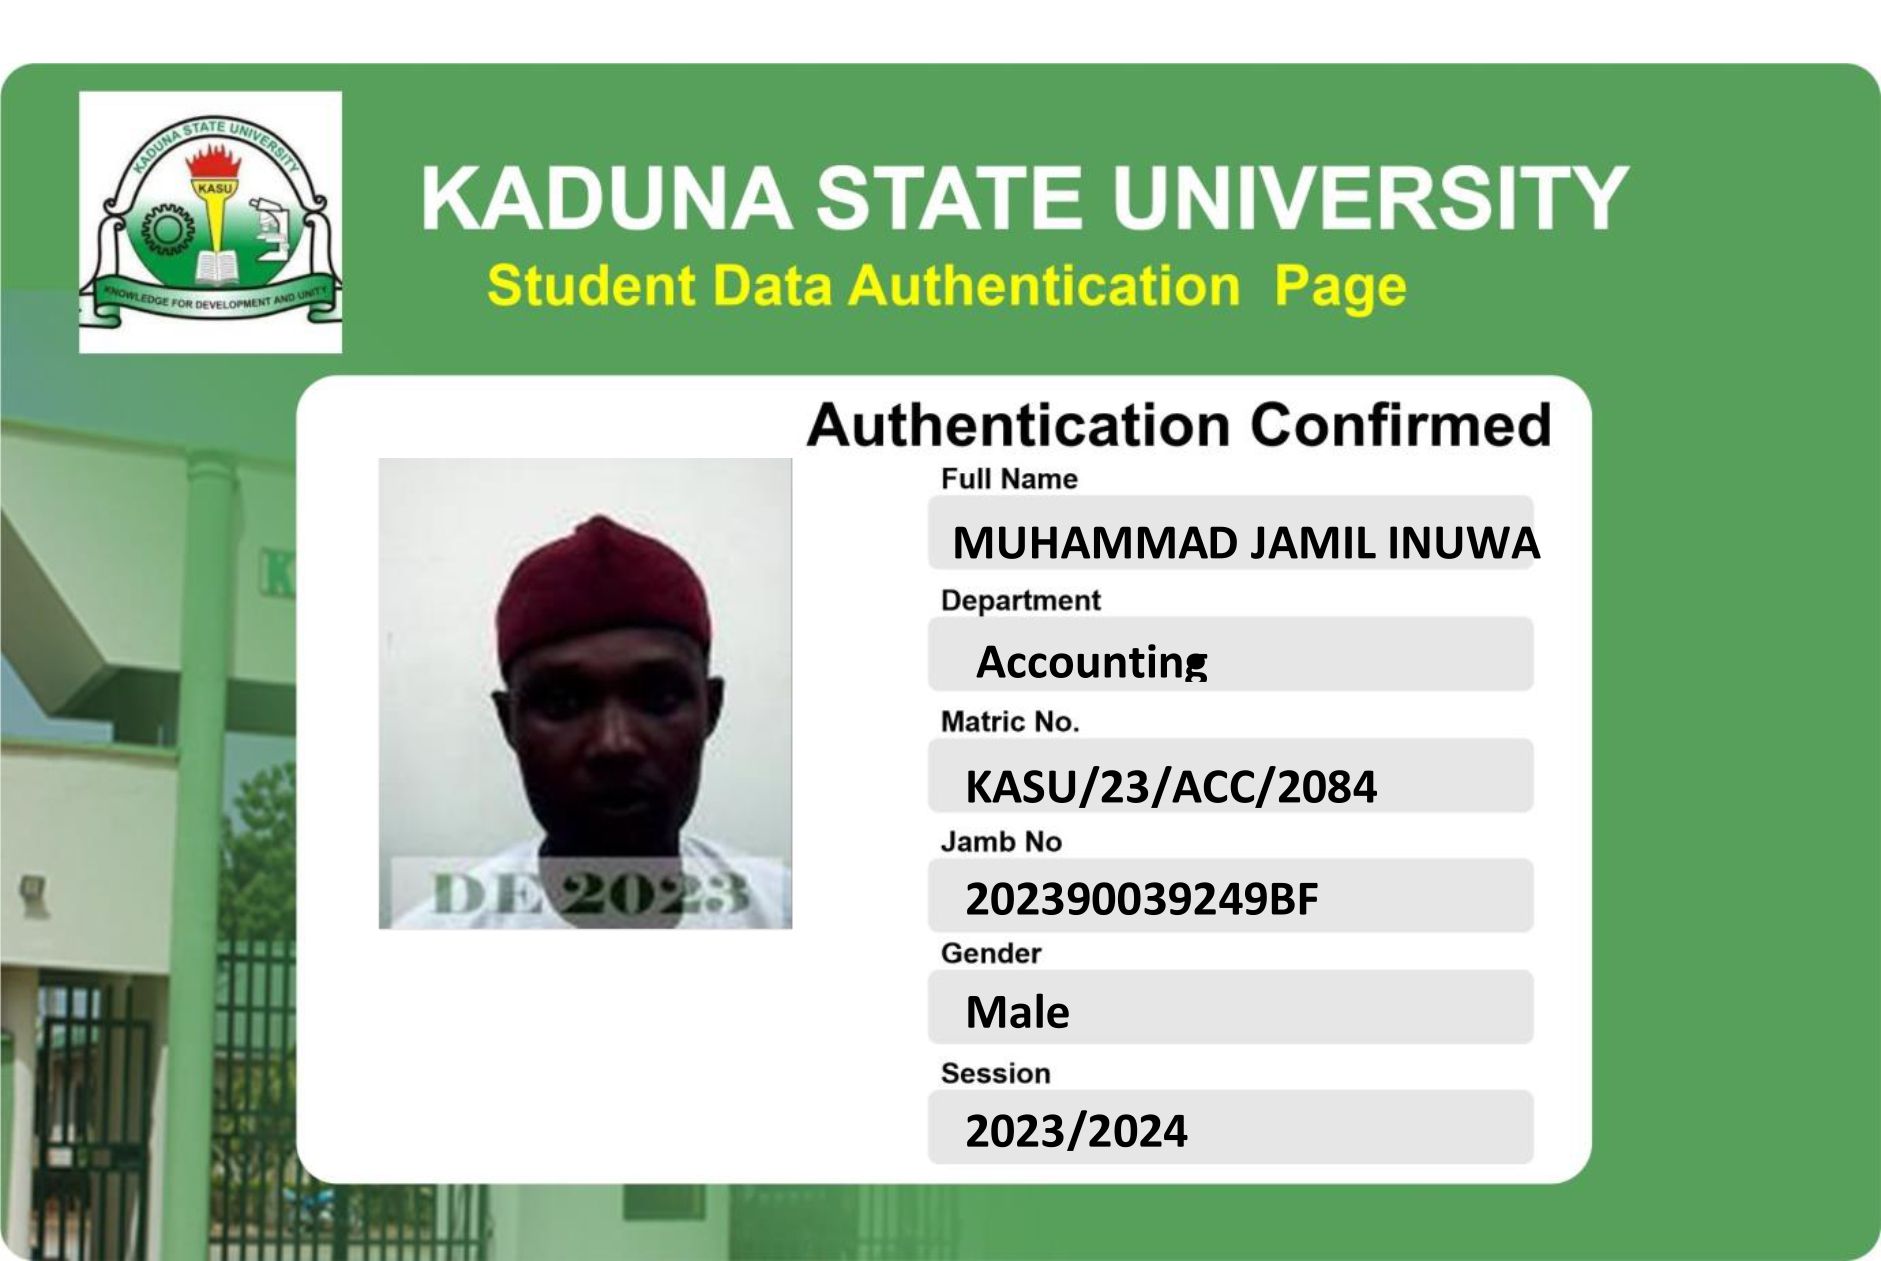 KADUNA STATE UNIVERSITY
KASU
KNOWLEDGE FOR DEVELOPMENT AND UNITY
KADUNA STATE UNIVERSITY
Student Data Authentication Page
Authentication Confirmed
Full Name
MUHAMMAD JAMIL INUWA
Department
Accounting
Matric No.
KASU/23/ACC/2084
Jamb No
202390039249BF
Gender
Male
Session
2023/2024
DE 2023
K